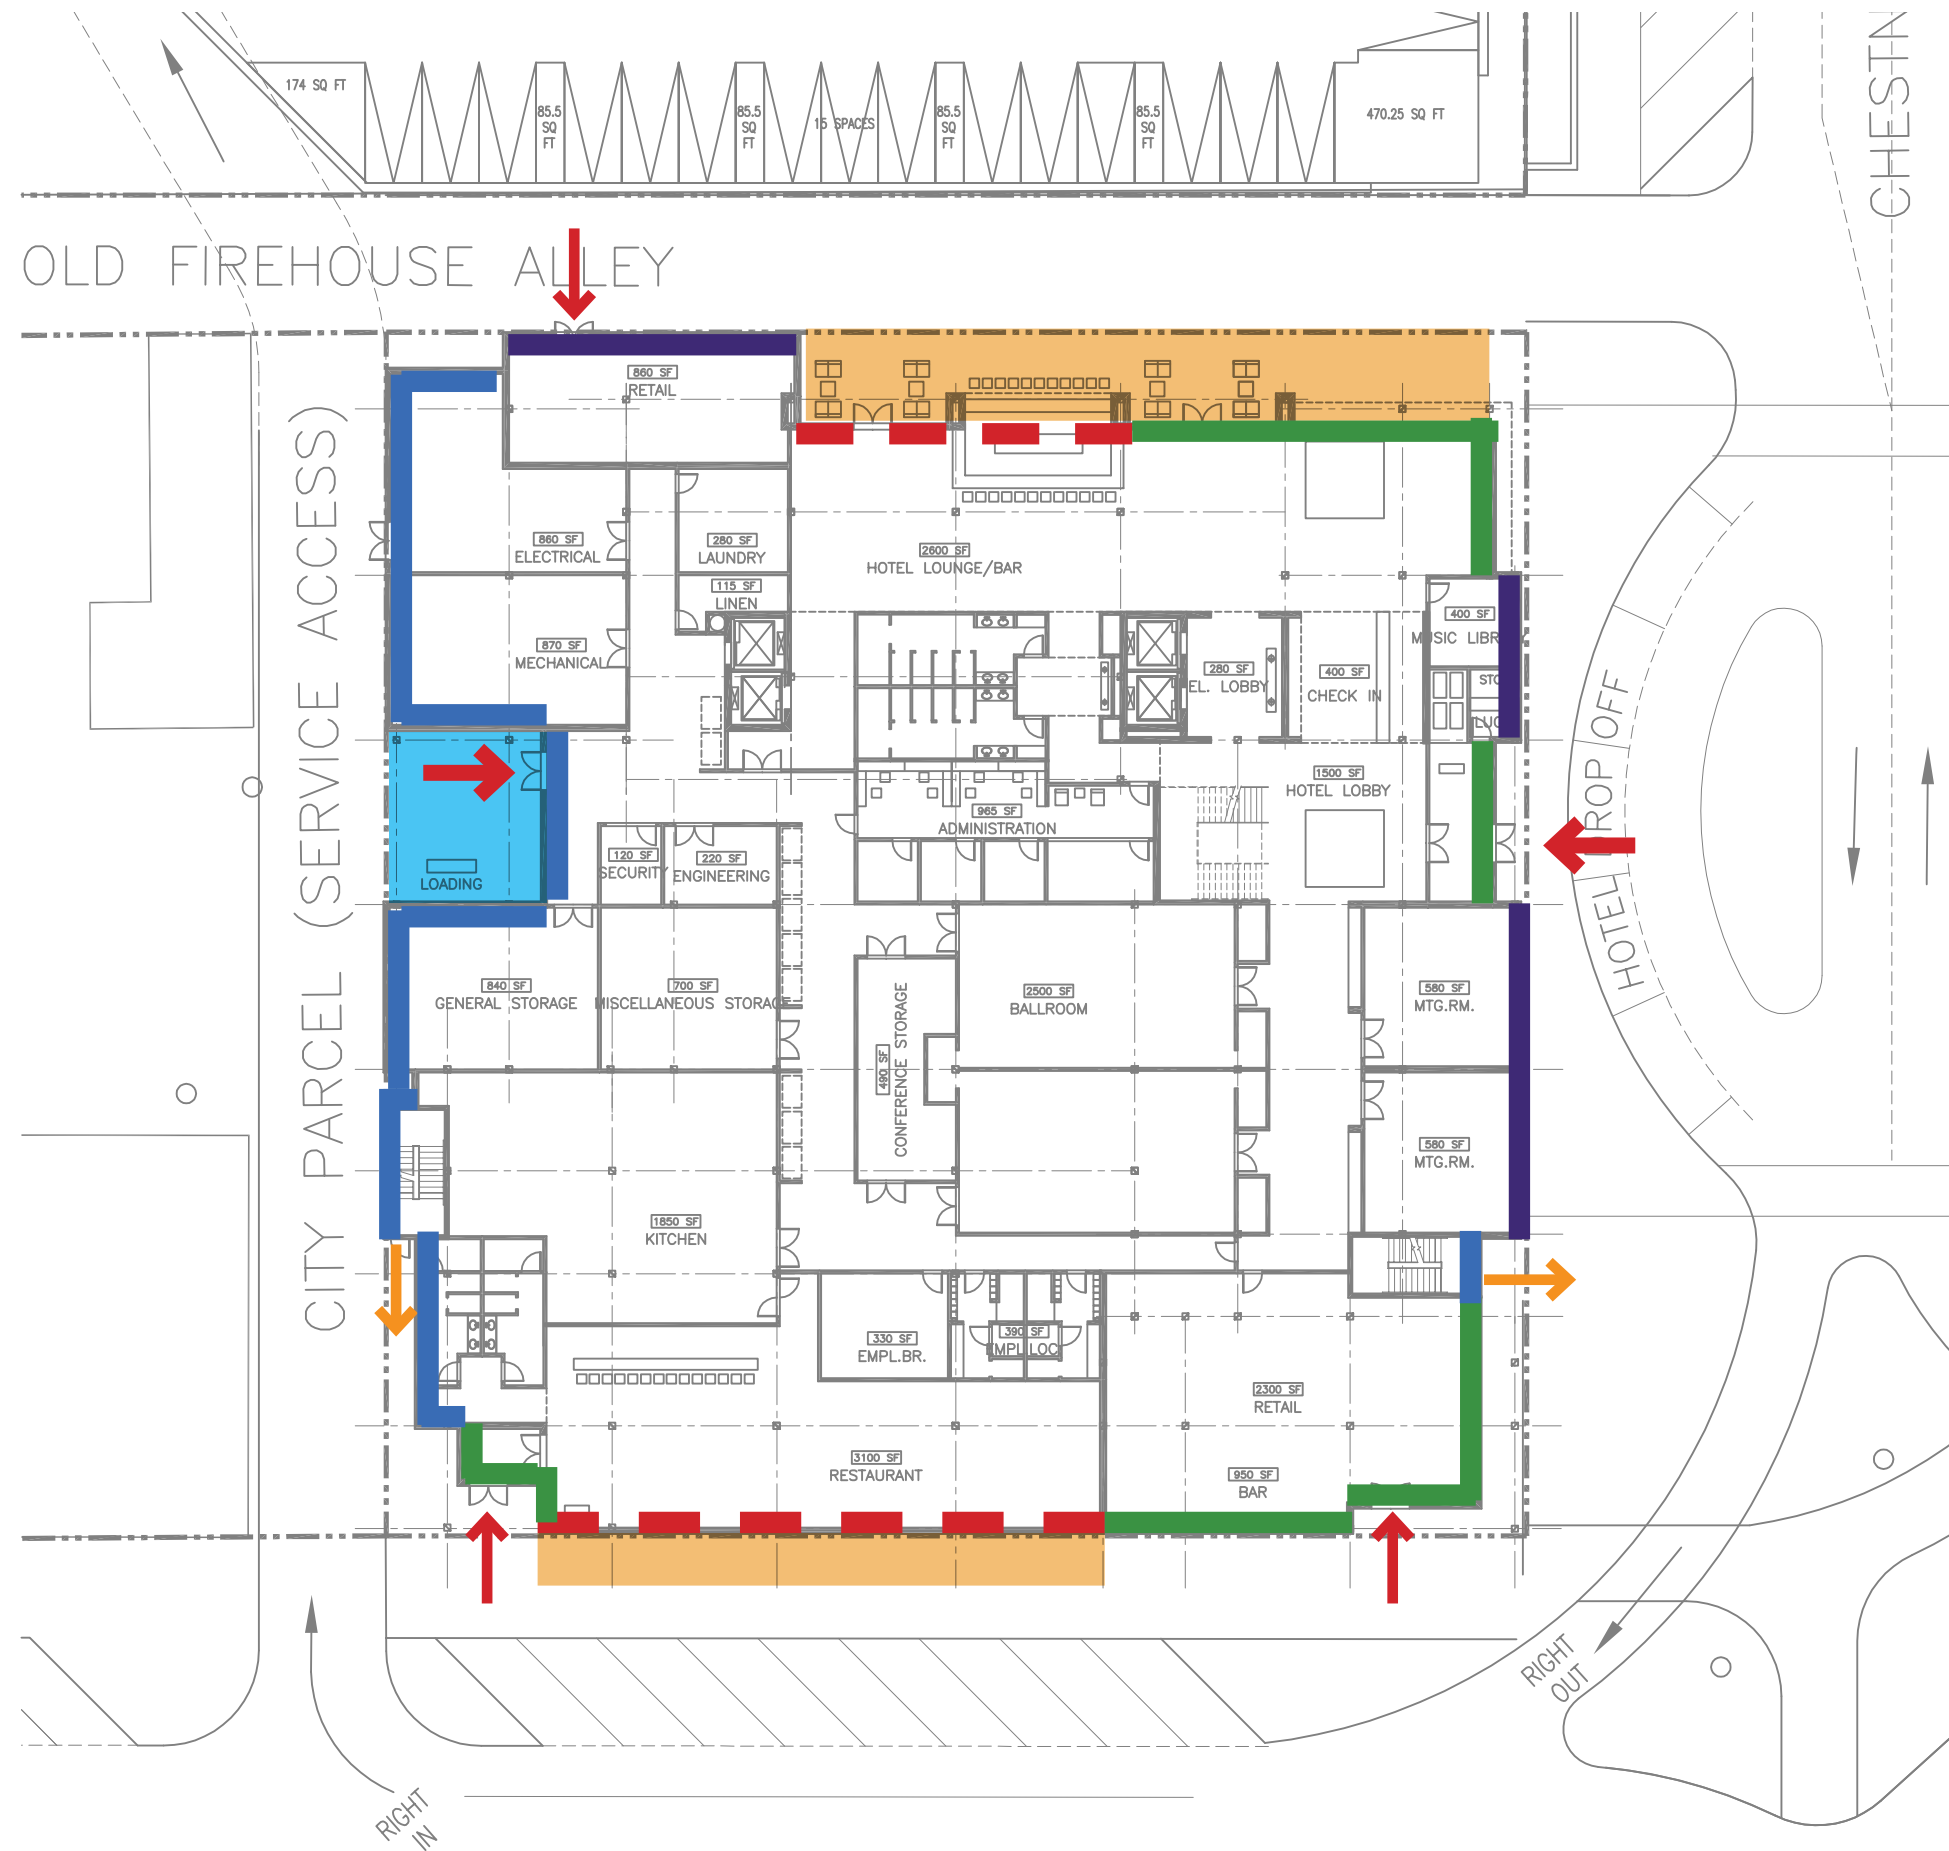 CHESTN
174 SQ FT
85.5
SQ
FT
85.5
SQ
FT
15 SPACES
85.5
SQ
FT
85.5
SQ
FT
470.25 SQ FT
OLD FIREHOUSE ALLEY
860 SF
RETAIL
CITY PARCEL (SERVICE ACCESS)
860 SF
ELECTRICAL
280 SF
LAUNDRY
2600 SF
HOTEL LOUNGE/BAR
115 SF
LINEN
400 SF
MUSIC LIBR
870 SF
MECHANICAL
280 SF
EL. LOBBY
400 SF
CHECK IN
STO
LUG
HOTEL DROP OFF
1500 SF
HOTEL LOBBY
965 SF
ADMINISTRATION
120 SF
SECURITY
220 SF
ENGINEERING
LOADING
840 SF
GENERAL STORAGE
700 SF
MISCELLANEOUS STORAGE
490 SF
CONFERENCE STORAGE
2500 SF
BALLROOM
580 SF
MTG.RM.
580 SF
MTG.RM.
1850 SF
KITCHEN
330 SF
EMPL.BR.
390 SF
EMPL.LOC.
2300 SF
RETAIL
3100 SF
RESTAURANT
950 SF
BAR
RIGHT
OUT
RIGHT
IN